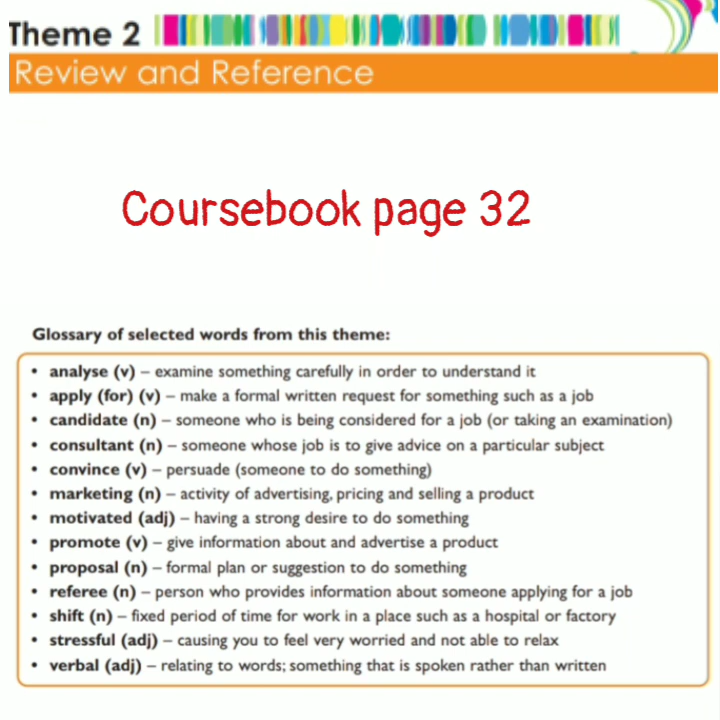 Theme 2
Review and Reference
Coursebook page 32
Glossary of selected words from this theme:
• analyse (v) – examine something carefully in order to understand it
• apply (for) (v) – make a formal written request for something such as a job
• candidate (n) – someone who is being considered for a job (or taking an examination)
• consultant (n) – someone whose job is to give advice on a particular subject
• convince (v) – persuade (someone to do something)
• marketing (n) – activity of advertising, pricing and selling a product
• motivated (adj) – having a strong desire to do something
• promote (v) – give information about and advertise a product
• proposal (n) – formal plan or suggestion to do something
• referee (n) – person who provides information about someone applying for a job
• shift (n) – fixed period of time for work in a place such as a hospital or factory
• stressful (adj) – causing you to feel very worried and not able to relax
• verbal (adj) – relating to words; something that is spoken rather than written